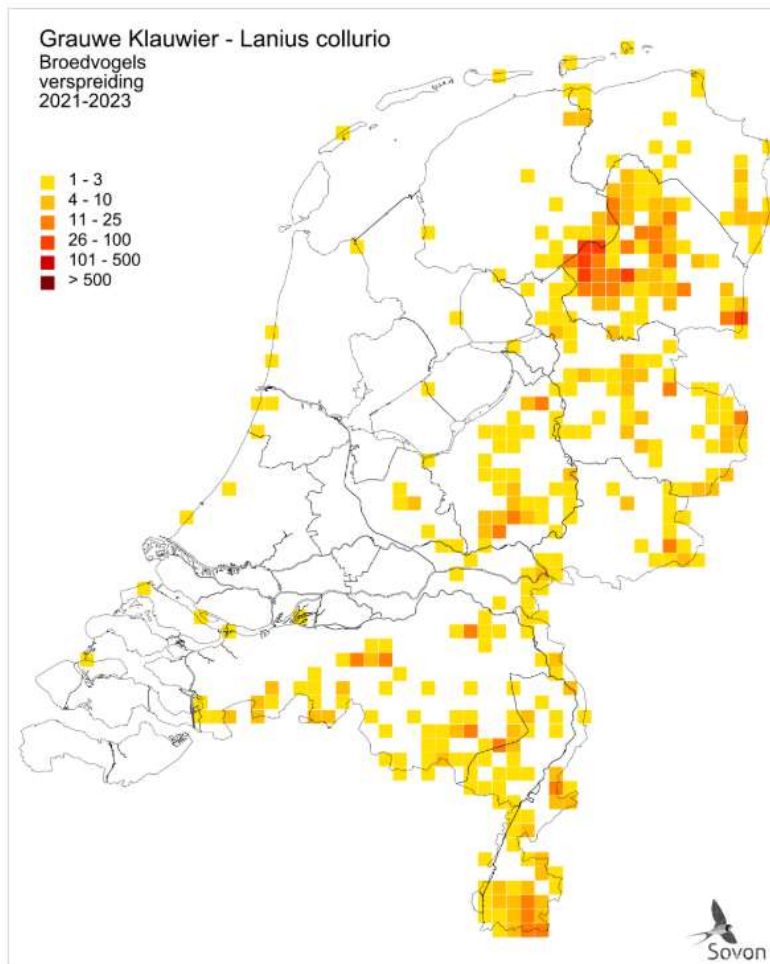 Grauwe Klauwier - Lanius collurio
Broedvogels
verspreiding
2021-2023
1 - 3
4 - 10
11 - 25
26 - 100
101 - 500
> 500
Sovon